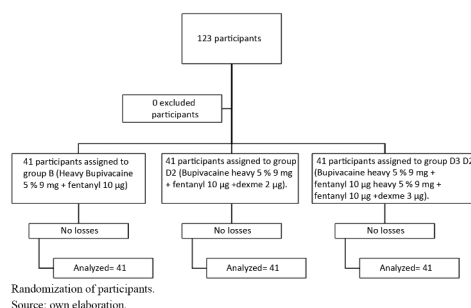 123 participants
0 excluded
participants
41 participants assigned to
group B (Heavy Bupivacaine
5 % 9 mg + fentanyl 10 μg)
41 participants assigned to group
D2 (Bupivacaine heavy 5 % 9 mg
+ fentanyl 10 μg +dexme 2 μg).
41 participants assigned to group D3 D2
(Bupivacaine heavy 5 % 9 mg +
fentanyl 10 μg heavy 5 % 9 mg +
fentanyl 10 μg +dexme 3 μg).
No losses
No losses
No losses
Analyzed= 41
Analyzed= 41
Analyzed= 41
Randomization of participants.
Source: own elaboration.